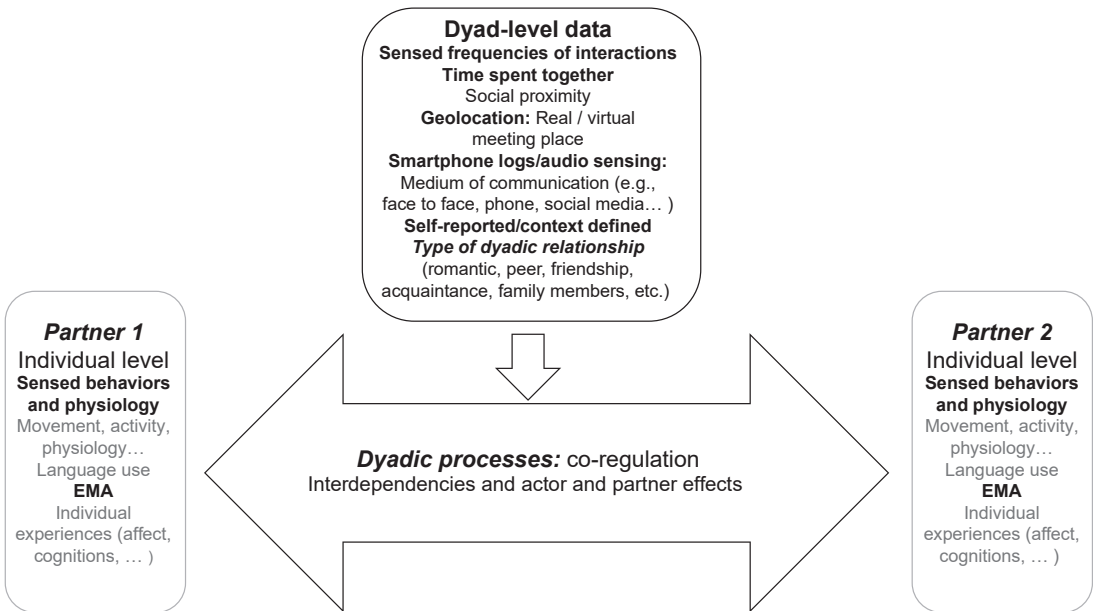 Dyad-level data
Sensed frequencies of interactions
Time spent together
Social proximity
Geolocation: Real / virtual
meeting place
Smartphone logs/audio sensing:
Medium of communication (e.g.,
face to face, phone, social media… )
Self-reported/context defined
Type of dyadic relationship
(romantic, peer, friendship,
acquaintance, family members, etc.)
Partner 1
Individual level
Sensed behaviors
and physiology
Movement, activity,
physiology…
Language use
EMA
Individual
experiences (affect,
cognitions, … )
Dyadic processes: co-regulation
Interdependencies and actor and partner effects
Partner 2
Individual level
Sensed behaviors
and physiology
Movement, activity,
physiology…
Language use
EMA
Individual
experiences (affect,
cognitions, … )